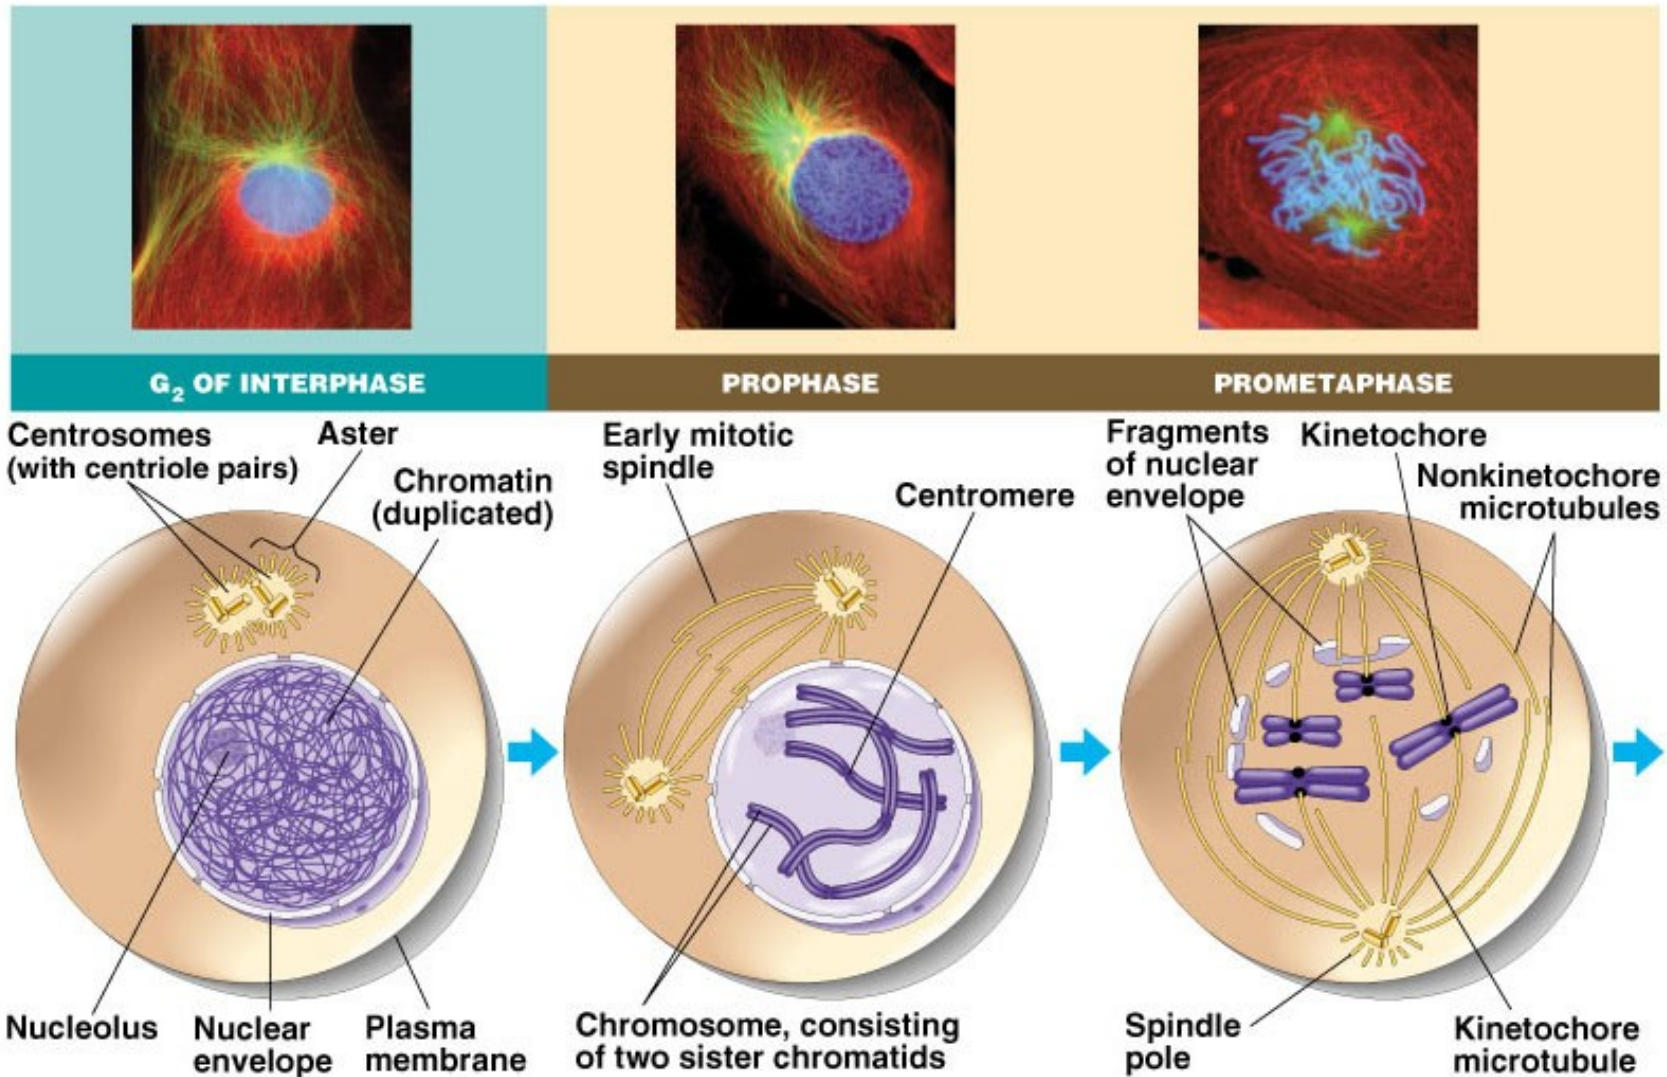 G2 OF INTERPHASE
PROPHASE
PROMETAPHASE
Centrosomes
(with centriole pairs)
Aster
Chromatin
(duplicated)
Early mitotic
spindle
Centromere
Fragments
of nuclear
envelope
Kinetochore
Nonkinetochore
microtubules
Nucleolus
Nuclear
envelope
Plasma
membrane
Chromosome, consisting
of two sister chromatids
Spindle
pole
Kinetochore
microtubule